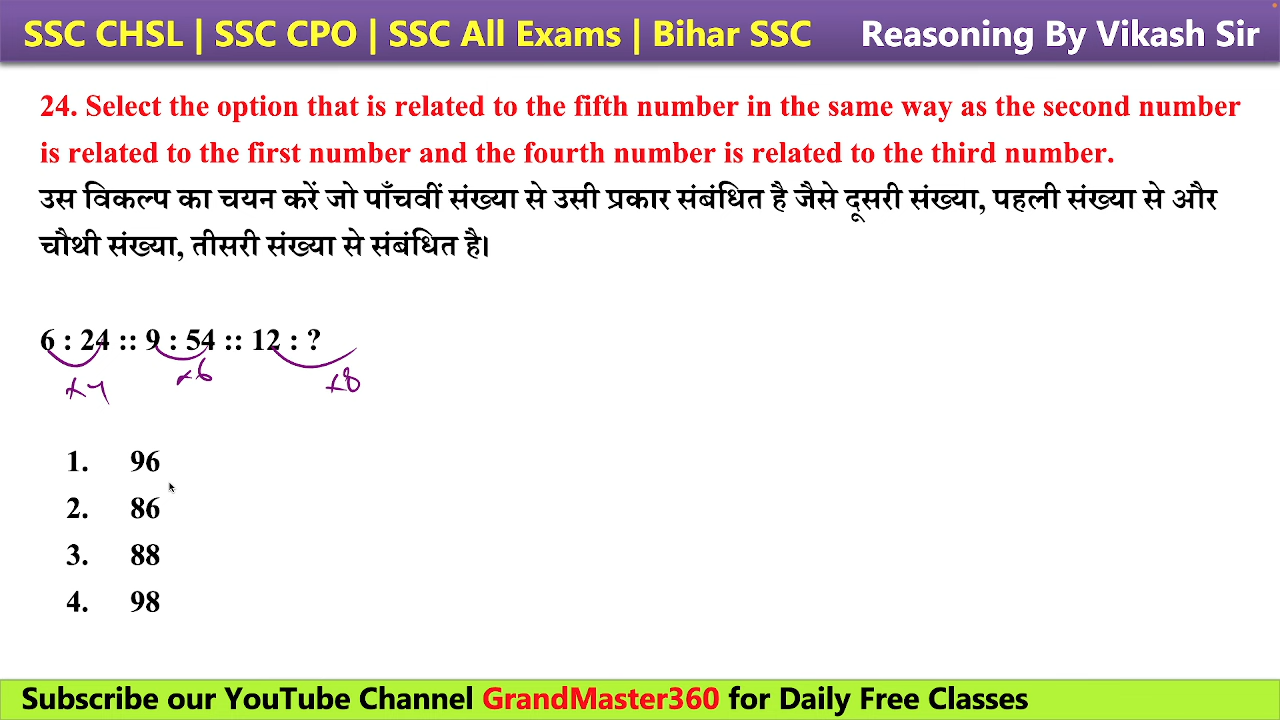 SSC CHSL | SSC CPO | SSC All Exams | Bihar SSC Reasoning By Vikash Sir
24. Select the option that is related to the fifth number in the same way as the second number
is related to the first number and the fourth number is related to the third number.
उस विकल्प का चयन करें जो पाँचवीं संख्या से उसी प्रकार संबंधित है जैसे दूसरी संख्या, पहली संख्या से और
चौथी संख्या, तीसरी संख्या से संबंधित है।
6 : 24 :: 9 : 54 :: 12 : ?
×4 ×6 ×8
1. 96
2. 86
3. 88
4. 98
Subscribe our YouTube Channel GrandMaster360 for Daily Free Classes